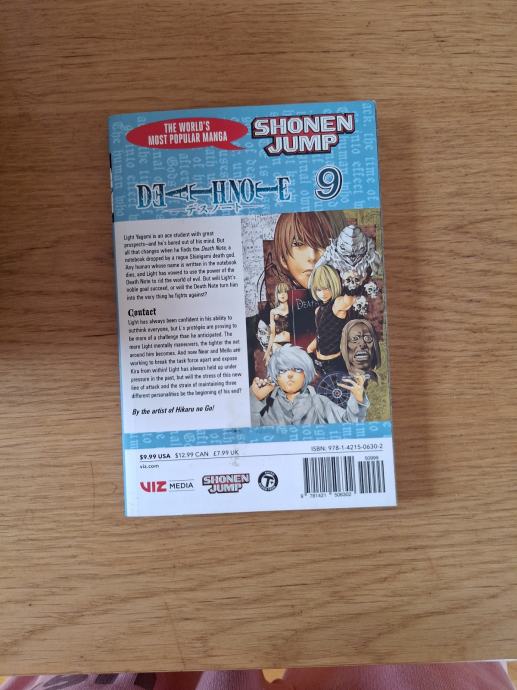 THE WORLD'S
MOST POPULAR MANGA
SHONEN
JUMP
DEATH NOTE 9
デスノート
Light Yagami is an ace student with great
prospects—and he's bored out of his mind. But
all that changes when he finds the Death Note, a
notebook dropped by a rogue Shinigami death god.
Any human whose name is written in the notebook
dies, and Light has vowed to use the power of the
Death Note to rid the world of evil. But will Light's
noble goal succeed, or will the Death Note turn him
into the very thing he fights against?
Contact
Light has always been confident in his ability to
outthink everyone, but L's protégés are proving to
be more of a challenge than he anticipated. The
more Light mentally maneuvers, the tighter the net
around him becomes. And now Near and Mello are
working to break the task force apart and expose
Kira from within! Light has always held up under
pressure in the past, but will the stress of this new
line of attack and the strain of maintaining three
different personalities be the beginning of his end?
By the artist of Hikaru no Go!
DEATH
$9.99 USA $12.99 CAN £7.99 UK
viz.com
ISBN: 978-1-4215-0630-2
50999
9 781421 506302
VIZ MEDIA
SHONEN
JUMP
T